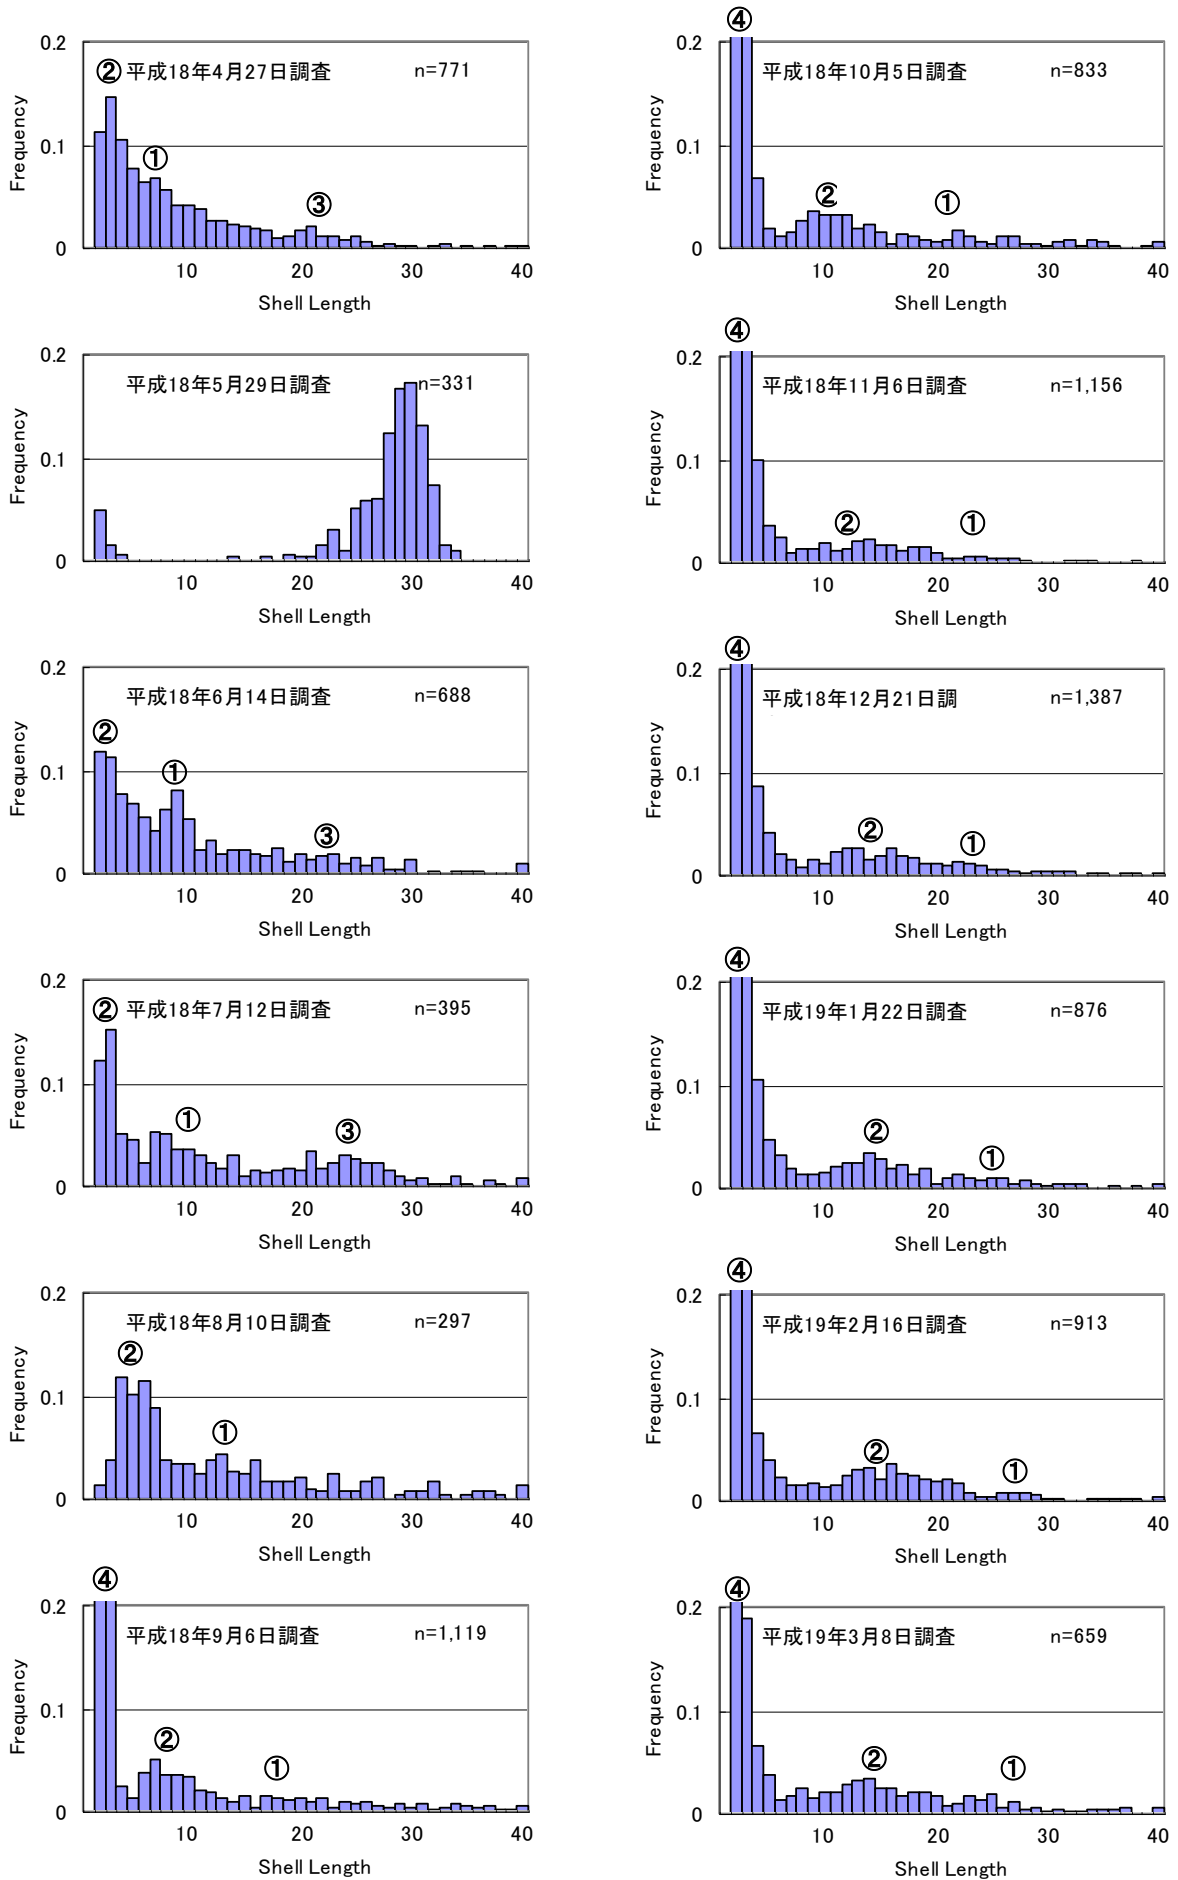 ②
平成18年4月27日調査 n=771
①
③
Frequency
0.2
0.1
0
10 20 30 40
Shell Length
平成18年5月29日調査 n=331
Frequency
0.2
0.1
0
10 20 30 40
Shell Length
平成18年6月14日調査 n=688
②
①
③
Frequency
0.2
0.1
0
10 20 30 40
Shell Length
②
平成18年7月12日調査 n=395
①
③
Frequency
0.2
0.1
0
10 20 30 40
Shell Length
平成18年8月10日調査 n=297
②
①
Frequency
0.2
0.1
0
10 20 30 40
Shell Length
④
平成18年9月6日調査 n=1,119
②
①
Frequency
0.2
0.1
0
10 20 30 40
Shell Length
④
平成18年10月5日調査 n=833
②
①
Frequency
0.2
0.1
0
10 20 30 40
Shell Length
④
平成18年11月6日調査 n=1,156
②
①
Frequency
0.2
0.1
0
10 20 30 40
Shell Length
④
平成18年12月21日調 n=1,387
②
①
Frequency
0.2
0.1
0
10 20 30 40
Shell Length
④
平成19年1月22日調査 n=876
②
①
Frequency
0.2
0.1
0
10 20 30 40
Shell Length
④
平成19年2月16日調査 n=913
②
①
Frequency
0.2
0.1
0
10 20 30 40
Shell Length
④
平成19年3月8日調査 n=659
②
①
Frequency
0.2
0.1
0
10 20 30 40
Shell Length